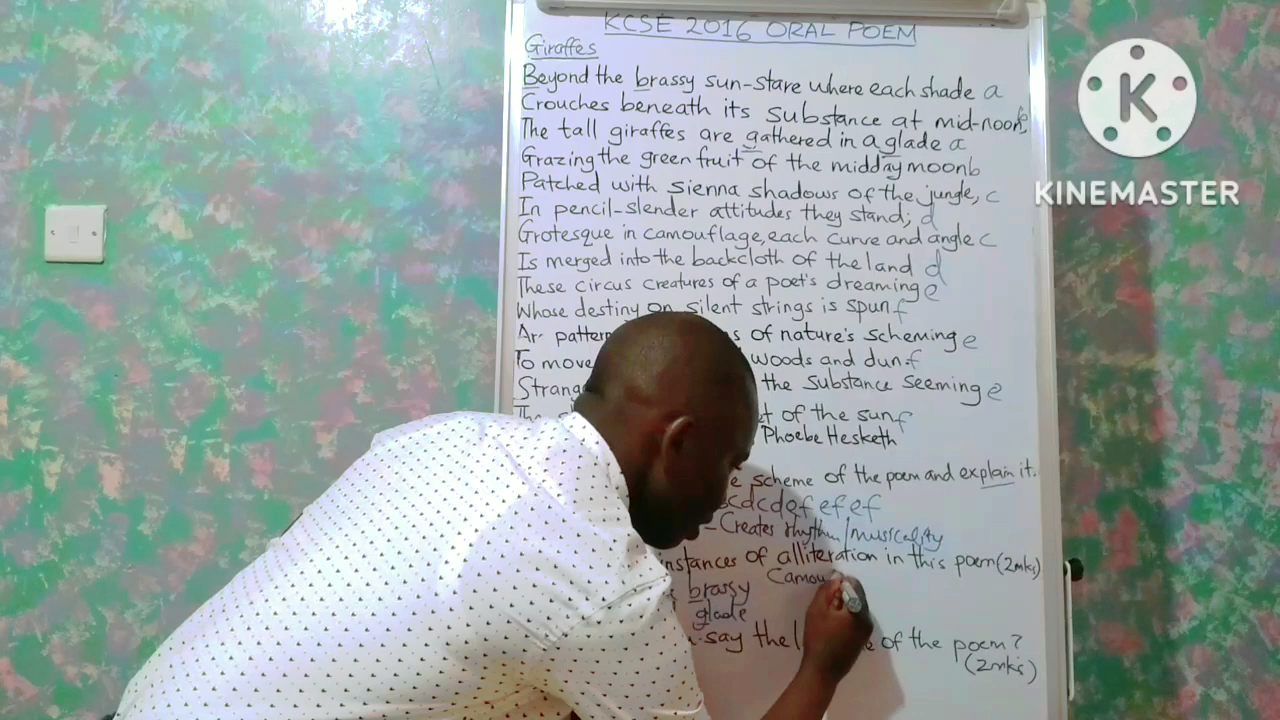 KCSE 2016 ORAL POEM
Giraffes
Beyond the brassy sun-stare where each shade a
Crouches beneath its substance at mid-noon, b
The tall giraffes are gathered in a glade a
Grazing the green fruit of the midday moon b
Patched with sienna shadows of the jungle, c
In pencil-slender attitudes they stand; d
Grotesque in camouflage, each curve and angle c
Is merged into the backcloth of the land d
These circus creatures of a poet's dreaming e
Whose destiny on silent strings is spun f
Ar pattern of nature's scheming e
To move woods and dun. f
Strang the substance seeming e
of the sun f
Phoebe Hesketh
scheme of the poem and explain it.
cdcdef efef
- Creates rhythm/musicality
instances of alliteration in this poem (2mks)
Camou
brassy
glade
say the of the poem?
(2mks)
K
KINEMASTER